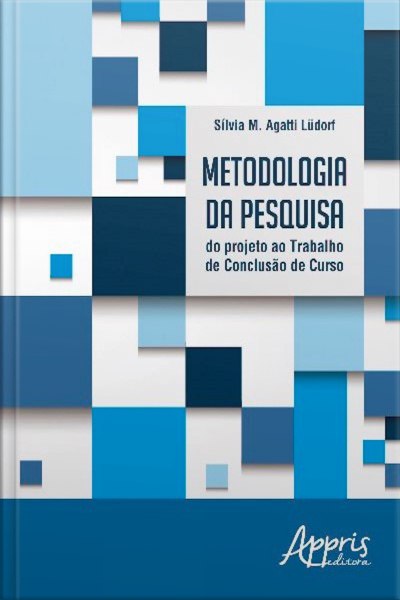 Sílvia M. Agatti Lüdorf
METODOLOGIA
DA PESQUISA
do projeto ao Trabalho
de Conclusão de Curso
Appris
editora